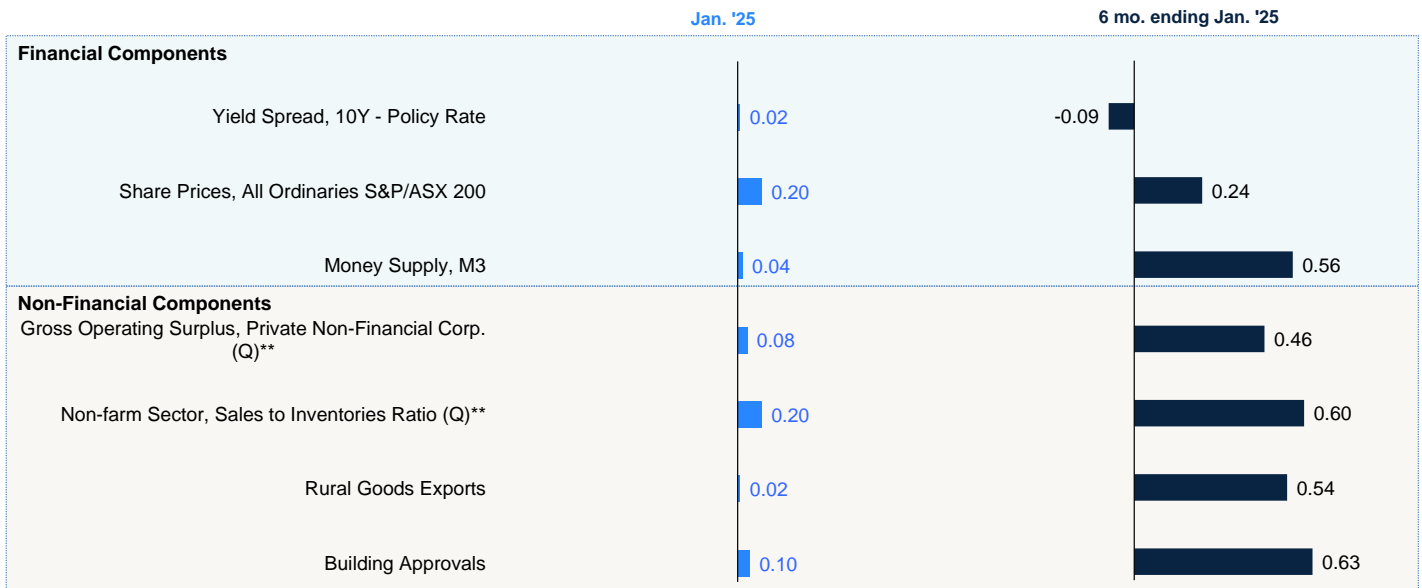 Jan. '25 6 mo. ending Jan. '25
Financial Components
Yield Spread, 10Y - Policy Rate 0.02 -0.09
Share Prices, All Ordinaries S&P/ASX 200 0.20 0.24
Money Supply, M3 0.04 0.56
Non-Financial Components
Gross Operating Surplus, Private Non-Financial Corp.
(Q)** 0.08 0.46
Non-farm Sector, Sales to Inventories Ratio (Q)** 0.20 0.60
Rural Goods Exports 0.02 0.54
Building Approvals 0.10 0.63